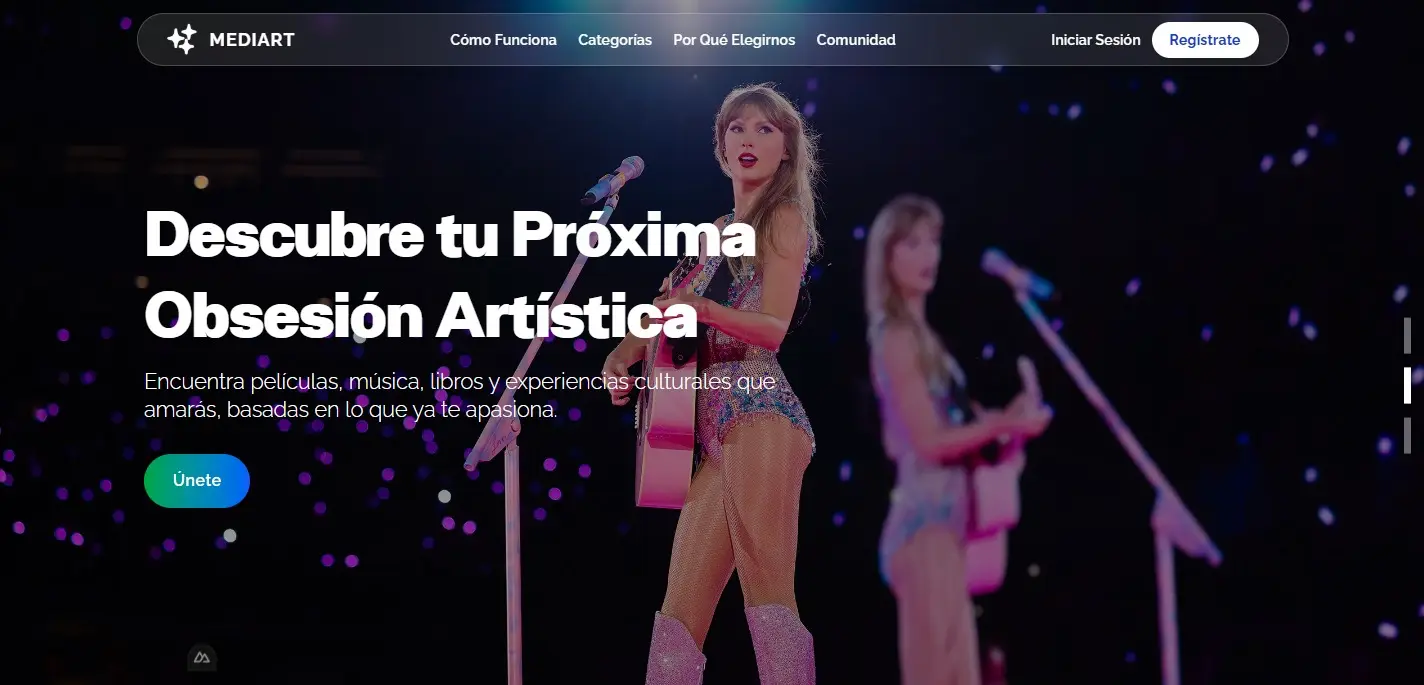 MEDIART
Cómo Funciona
Categorías
Por Qué Elegirnos
Comunidad
Iniciar Sesión
Regístrate
Descubre tu Próxima
Obsesión Artística
Encuentra películas, música, libros y experiencias culturales que
amarás, basadas en lo que ya te apasiona.
Únete